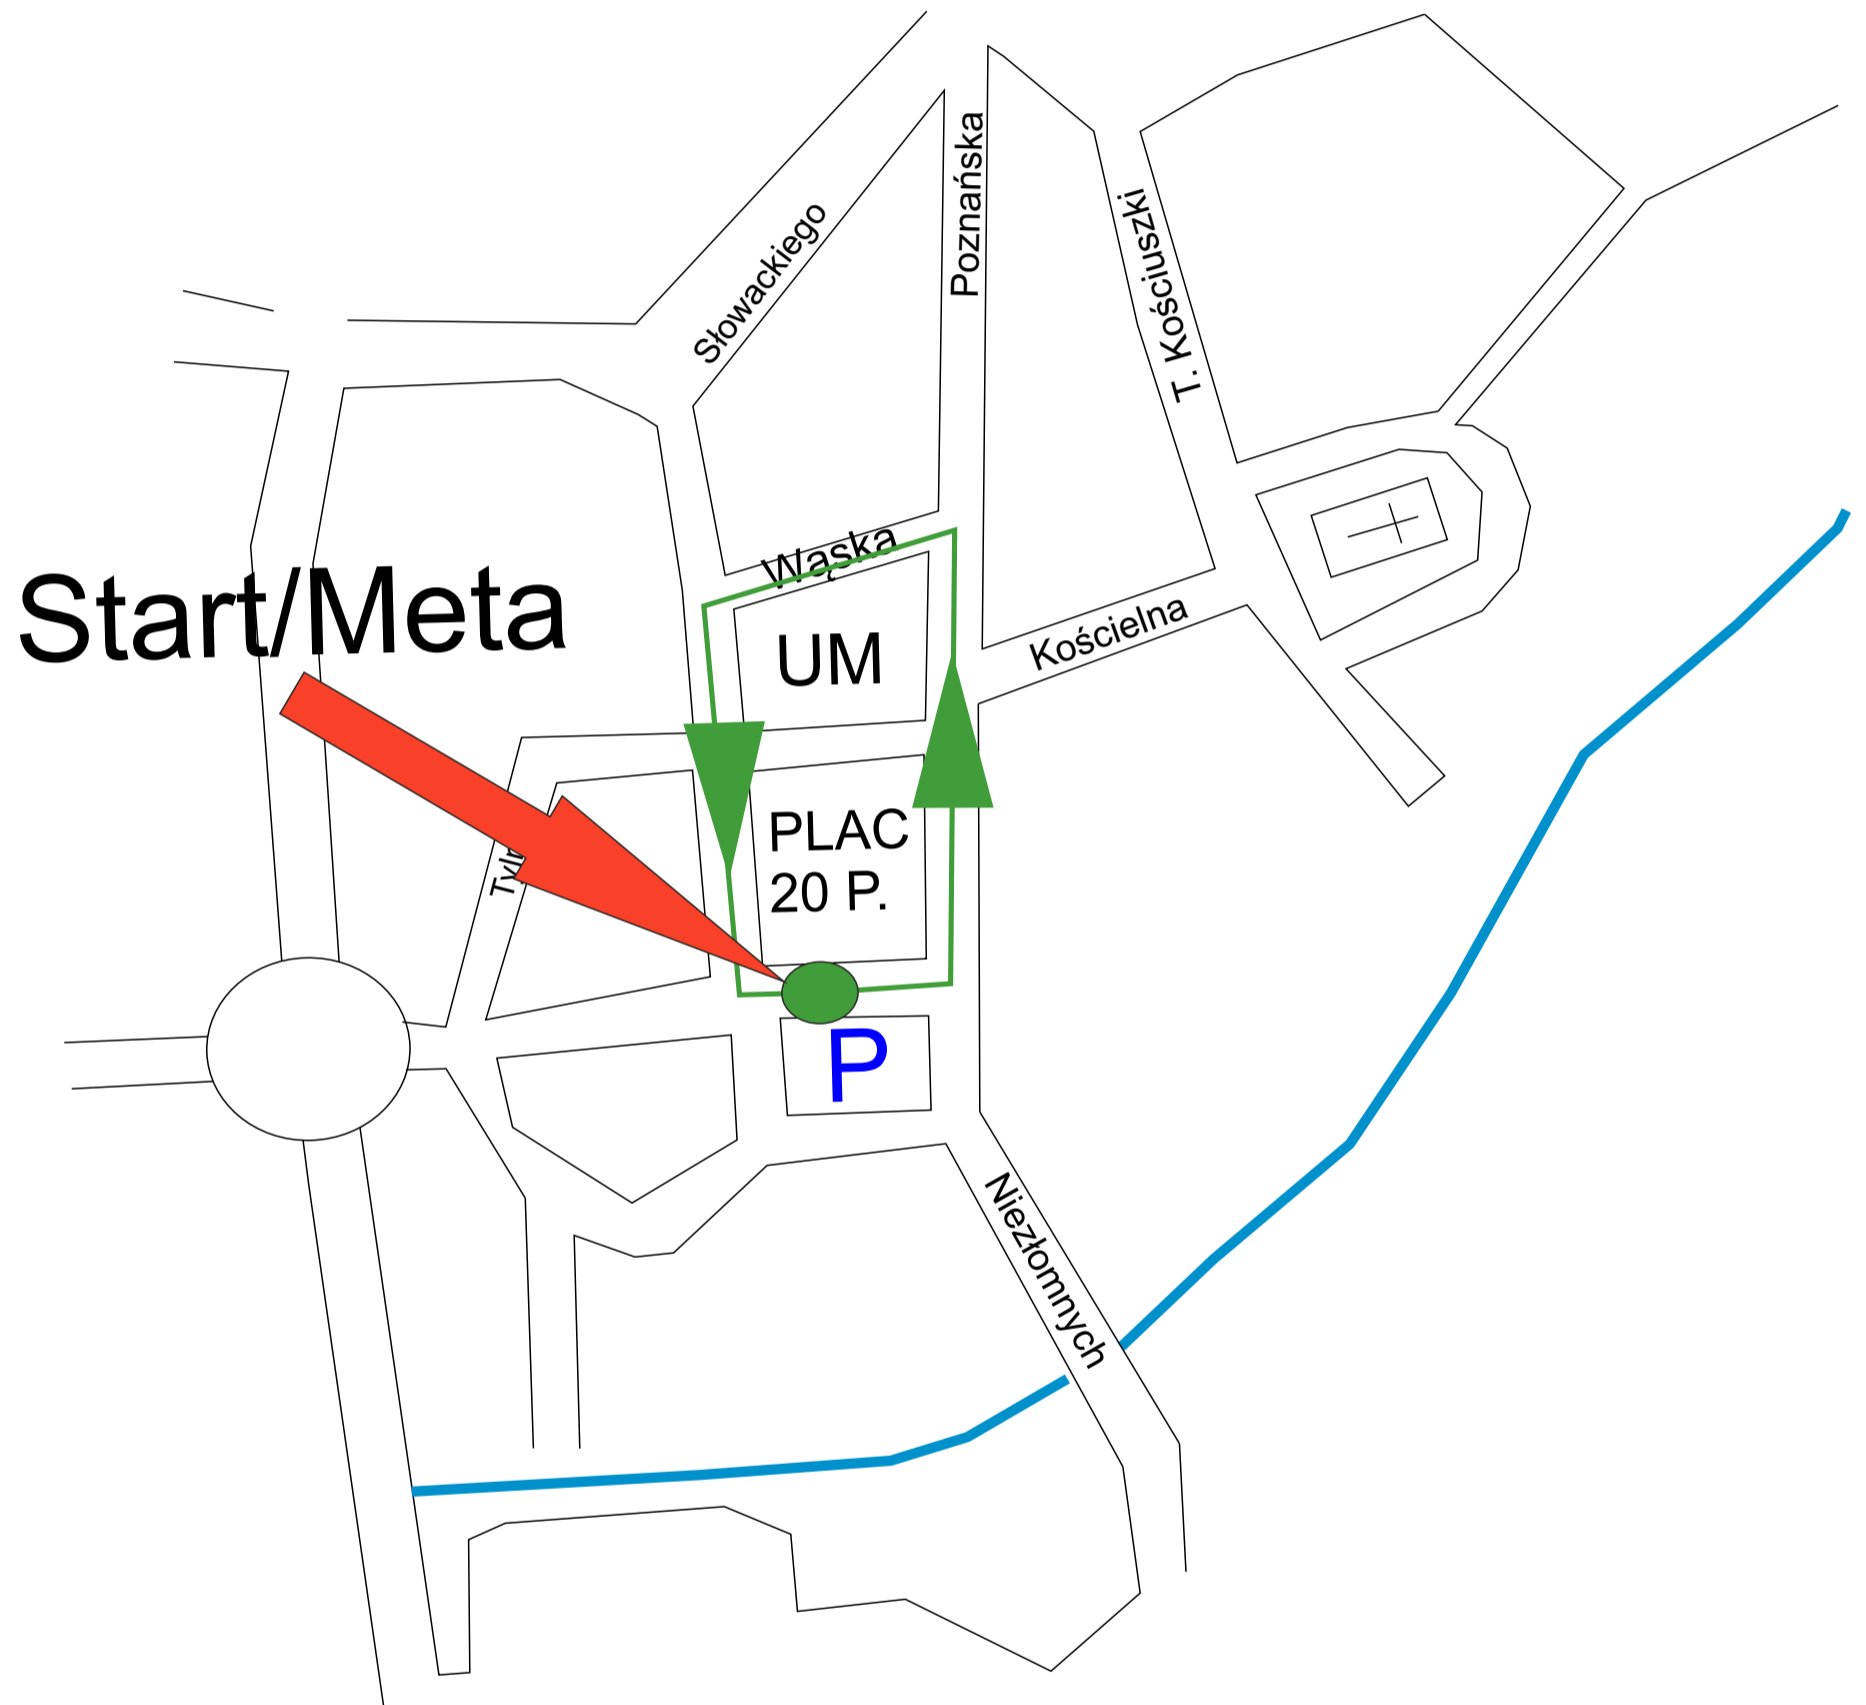 Słowackiego
Poznańska
T. Kościuszki
Wąska
Start/Meta
UM
Kościelna
PLAC
20 P.
P
Niezłomnych